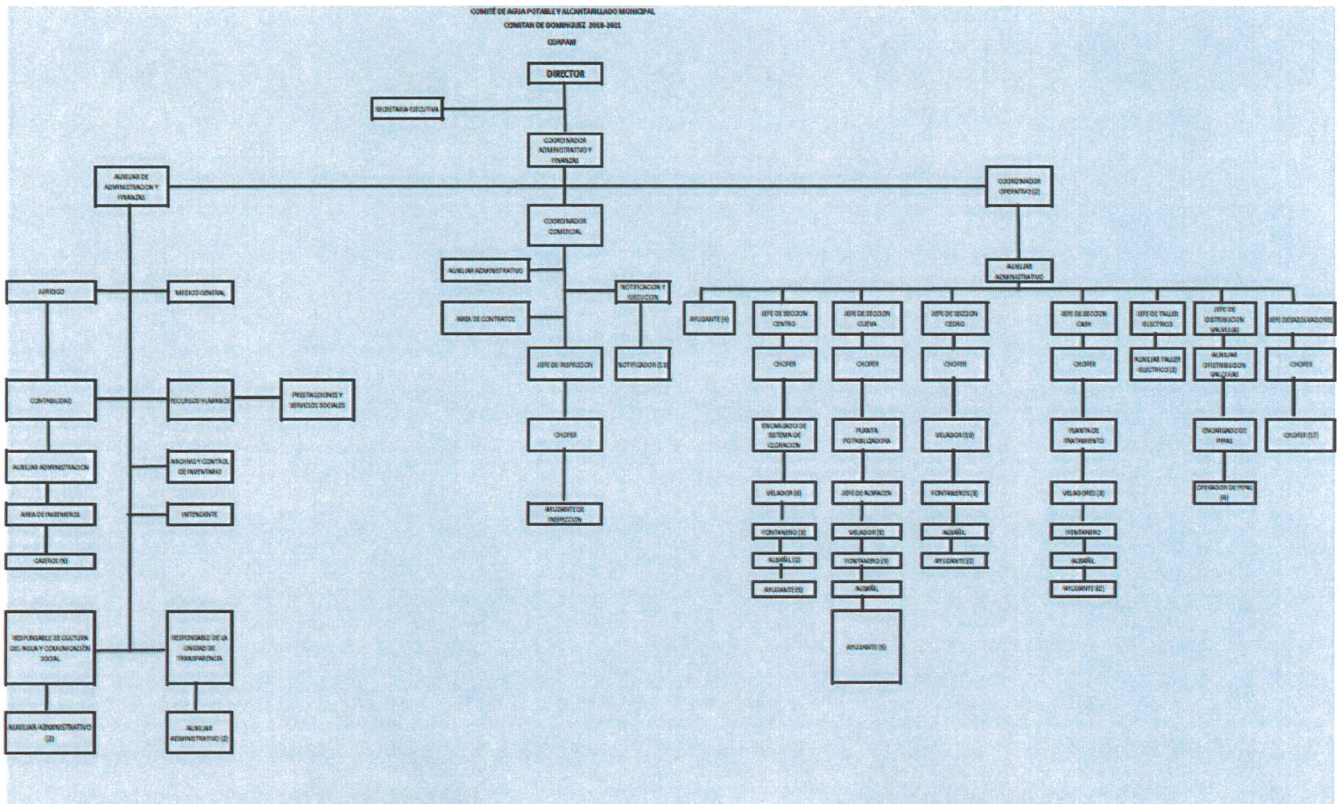 COMITÉ DE AGUA POTABLE Y ALCANTARILLADO MUNICIPAL
COMITAN DE DOMINGUEZ 2018-2021
COAPAM
DIRECTOR
SECRETARIA EJECUTIVA
COORDINADOR
ADMINISTRATIVO Y
FINANZAS
AUXILIAR DE
ADMINISTRACION Y
FINANZAS
COORDINADOR
OPERATIVO (2)
COORDINADOR
COMERCIAL
AUXILIAR ADMINISTRATIVO
AUXILIAR
ADMINISTRATIVO
JURIDICO
MEDICO GENERAL
NOTIFICACION Y
EJECUCION
AREA DE CONTRATOS
AYUDANTE (4)
JEFE DE SECCION
CENTRO
JEFE DE SECCION
CUEVA
JEFE DE SECCION
CEDRO
JEFE DE SECCION
CASH
JEFE DE TALLER
ELECTRICO
JEFE DE
DISTRIBUCION
VALVULAS
JEFE DESAZOLVADORES
JEFE DE INSPECCION
NOTIFICADOR
CHOFER
CHOFER
CHOFER
CHOFER
AUXILIAR TALLER
ELECTRICO (2)
AUXILIAR
DISTRIBUCION
VALVULAS
CHOFER
CONTABILIDAD
RECURSOS HUMANOS
PRESTACIONES Y
SERVICIOS SOCIALES
CHOFER
ENCARGADO DE
SISTEMA DE
CLORACION
PLANTA
POTABILIZADORA
VELADOR
PLANTA DE
TRATAMIENTO
ENCARGADO DE
PIPAS
CHOFER
AUXILIAR ADMINISTRACION
ARCHIVO Y CONTROL
DE INVENTARIO
VELADOR
JEFE DE ALMACEN
FONTANEROS
VELADORES
OPERADOR DE PIPAS
AREA DE
INTENDENTE
AYUDANTE DE
INSPECCION
FONTANERO
VELADOR
ALBAÑIL
FONTANERO
CAJEROS
ALBAÑIL
FONTANERO
AYUDANTE
ALBAÑIL
AYUDANTE
ALBAÑIL
AYUDANTE
RESPONSABLE DE CULTURA
DEL AGUA Y COMUNICACIÓN
SOCIAL
RESPONSABLE DE LA
UNIDAD DE
TRANSPARENCIA
AYUDANTE
AUXILIAR ADMINISTRATIVO
(2)
AUXILIAR
ADMINISTRATIVO (2)